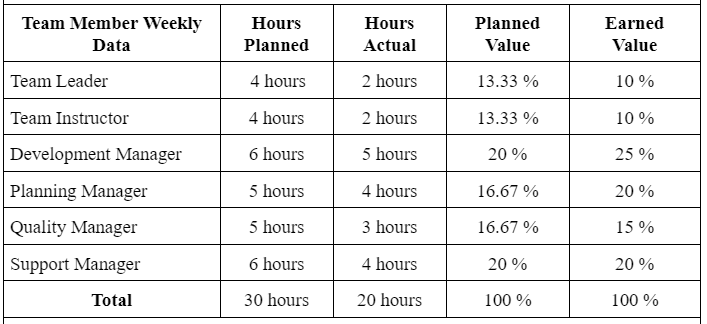 Team Member Weekly Data Hours Planned Hours Actual Planned Value Earned Value
Team Leader 4 hours 2 hours 13.33 % 10 %
Team Instructor 4 hours 2 hours 13.33 % 10 %
Development Manager 6 hours 5 hours 20 % 25 %
Planning Manager 5 hours 4 hours 16.67 % 20 %
Quality Manager 5 hours 3 hours 16.67 % 15 %
Support Manager 6 hours 4 hours 20 % 20 %
Total 30 hours 20 hours 100 % 100 %